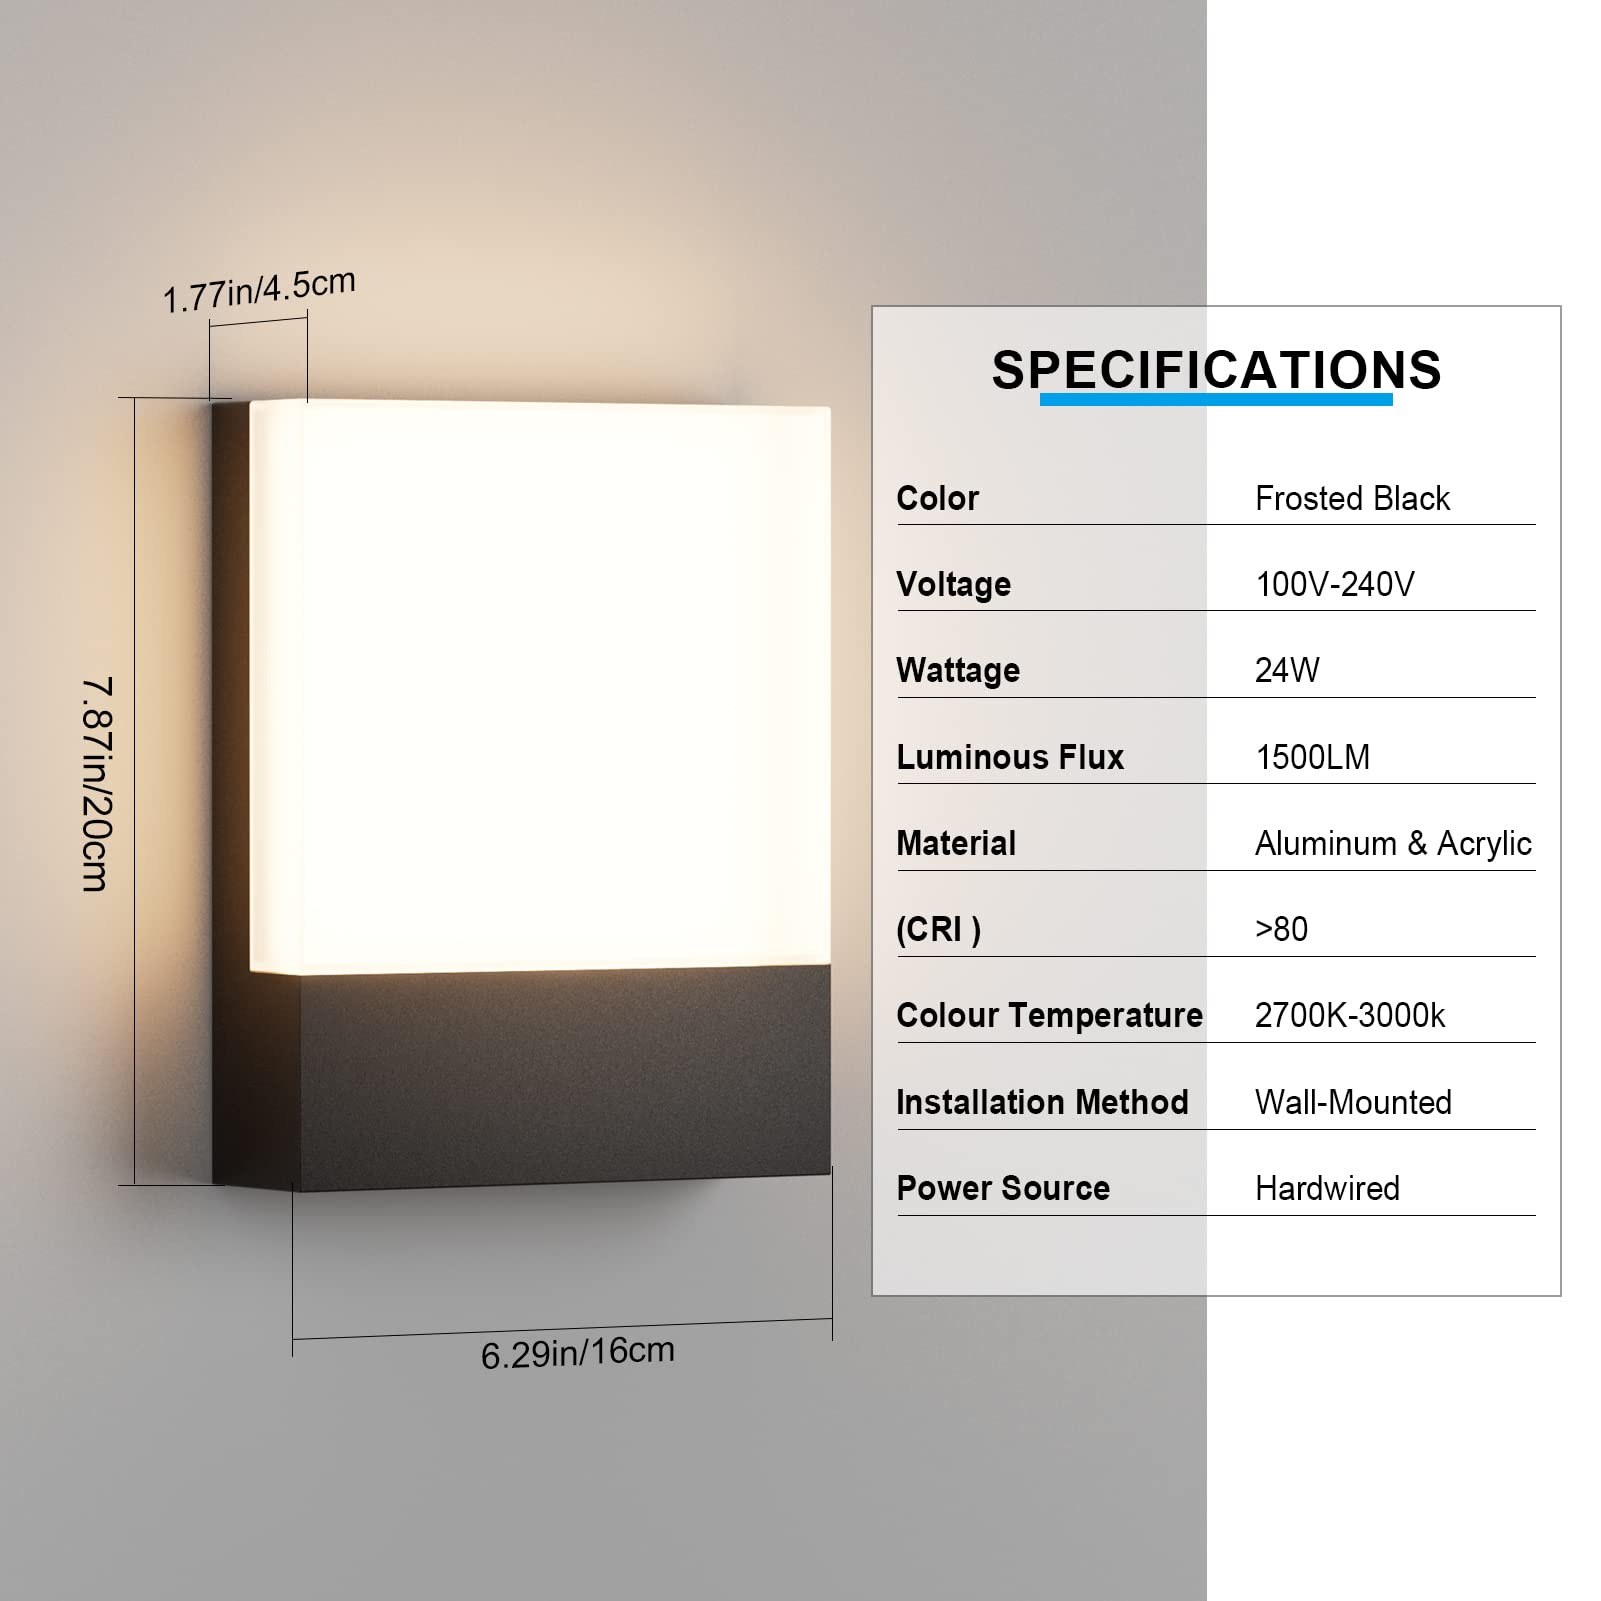 1.77in/4.5cm
7.87in/20cm
6.29in/16cm
SPECIFICATIONS
Color Frosted Black
Voltage 100V-240V
Wattage 24W
Luminous Flux 1500LM
Material Aluminum & Acrylic
(CRI ) >80
Colour Temperature 2700K-3000k
Installation Method Wall-Mounted
Power Source Hardwired